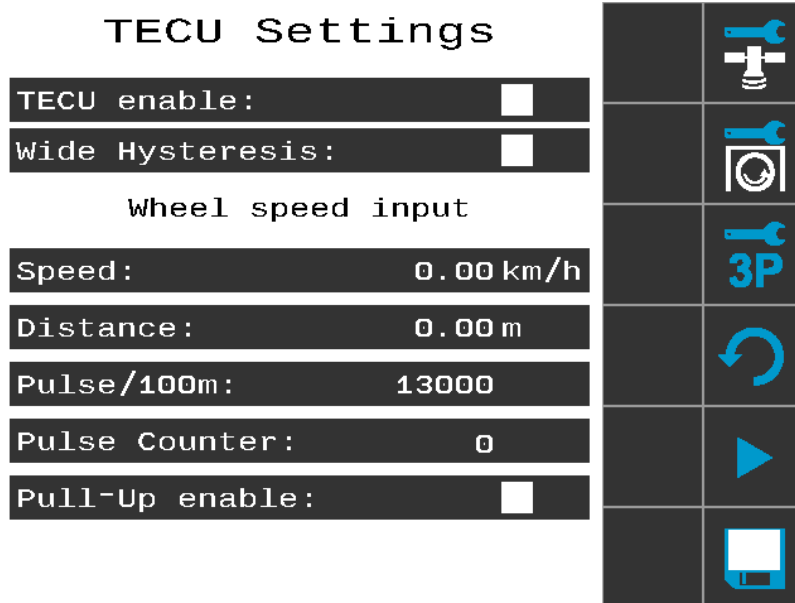 TECU Settings
TECU enable:
Wide Hysteresis:
Wheel speed input
Speed: 0.00 km/h
Distance: 0.00 m
3P
Pulse/100m: 13000
Pulse Counter: 0
Pull-Up enable: